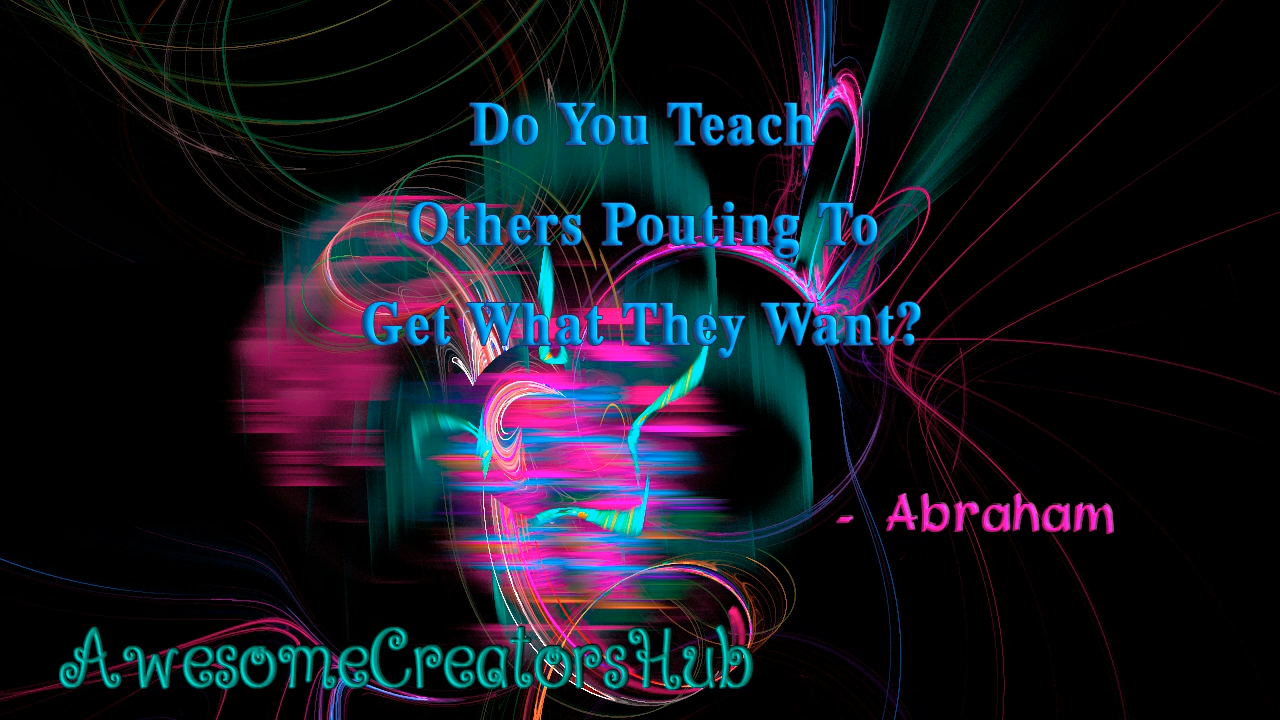 Do You Teach
Others Pouting To
Get What They Want?
- Abraham
AwesomeCreatorsHub